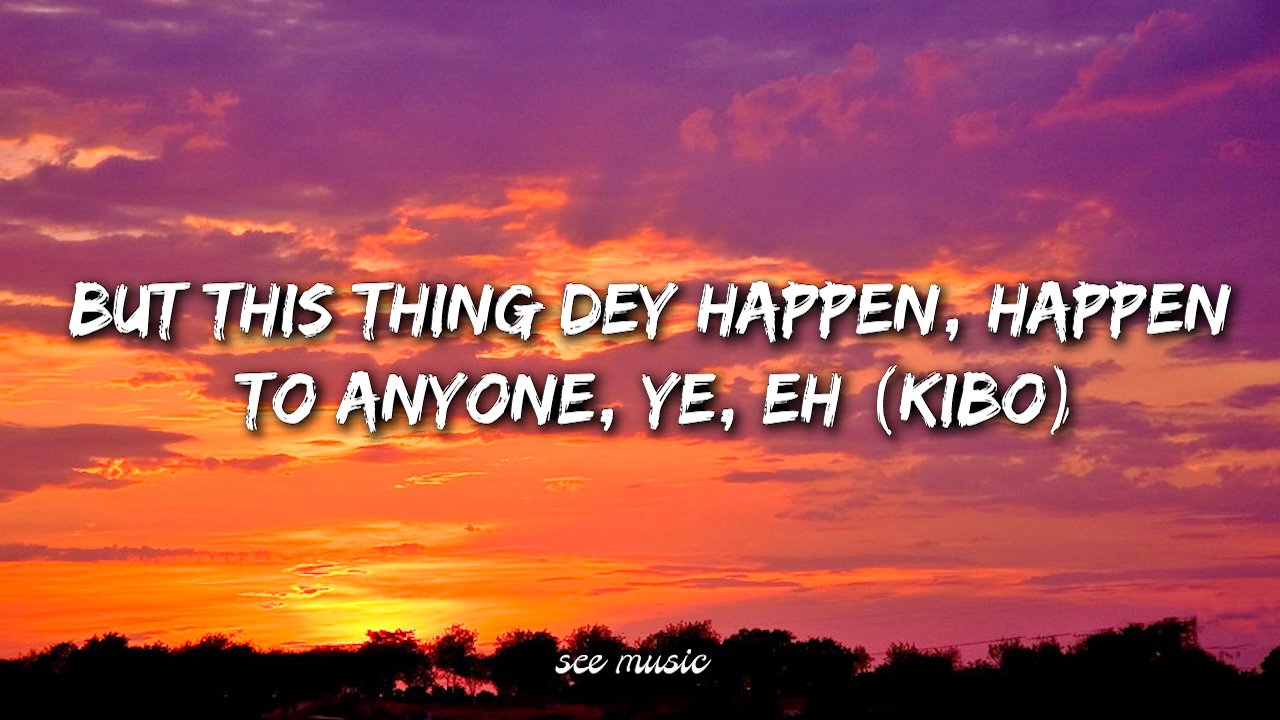 BUT THIS THING DEY HAPPEN, HAPPEN
TO ANYONE, YE, EH (KIBO)
see music